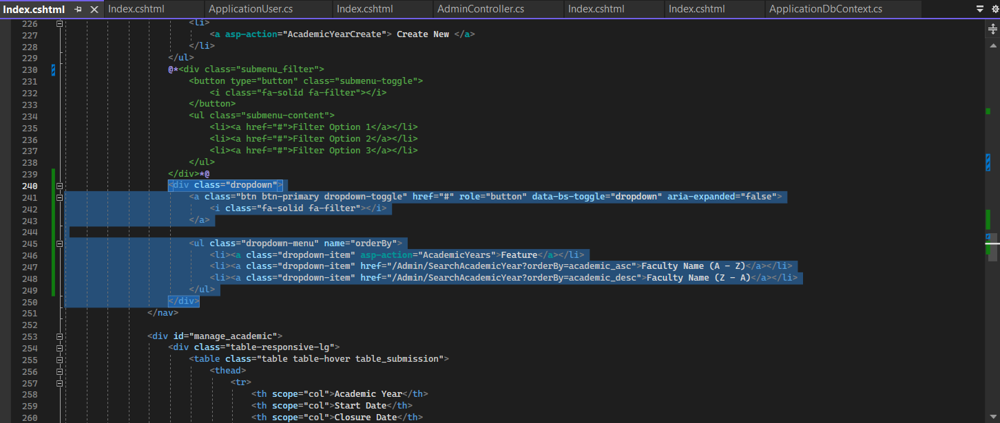 Index.cshtml Index.cshtml ApplicationUser.cs Index.cshtml AdminController.cs Index.cshtml Index.cshtml ApplicationDbContext.cs
226 <li>
227 <a asp-action="AcademicYearCreate"> Create New </a>
228 </li>
229 </ul>
230 @*<div class="submenu_filter">
231 <button type="button" class="submenu-toggle">
232 <i class="fa-solid fa-filter"></i>
233 </button>
234 <ul class="submenu-content">
235 <li><a href="#">Filter Option 1</a></li>
236 <li><a href="#">Filter Option 2</a></li>
237 <li><a href="#">Filter Option 3</a></li>
238 </ul>
239 </div>*@
240 <div class="dropdown">
241 <a class="btn btn-primary dropdown-toggle" href="#" role="button" data-bs-toggle="dropdown" aria-expanded="false">
242 <i class="fa-solid fa-filter"></i>
243 </a>
244
245 <ul class="dropdown-menu" name="orderBy">
246 <li><a class="dropdown-item" asp-action="AcademicYears">Feature</a></li>
247 <li><a class="dropdown-item" href="/Admin/SearchAcademicYear?orderBy=academic_asc">Faculty Name (A - Z)</a></li>
248 <li><a class="dropdown-item" href="/Admin/SearchAcademicYear?orderBy=academic_desc">Faculty Name (Z - A)</a></li>
249 </ul>
250 </div>
251 </nav>
252
253 <div id="manage_academic">
254 <div class="table-responsive-lg">
255 <table class="table table-hover table_submission">
256 <thead>
257 <tr>
258 <th scope="col">Academic Year</th>
259 <th scope="col">Start Date</th>
260 <th scope="col">Closure Date</th>